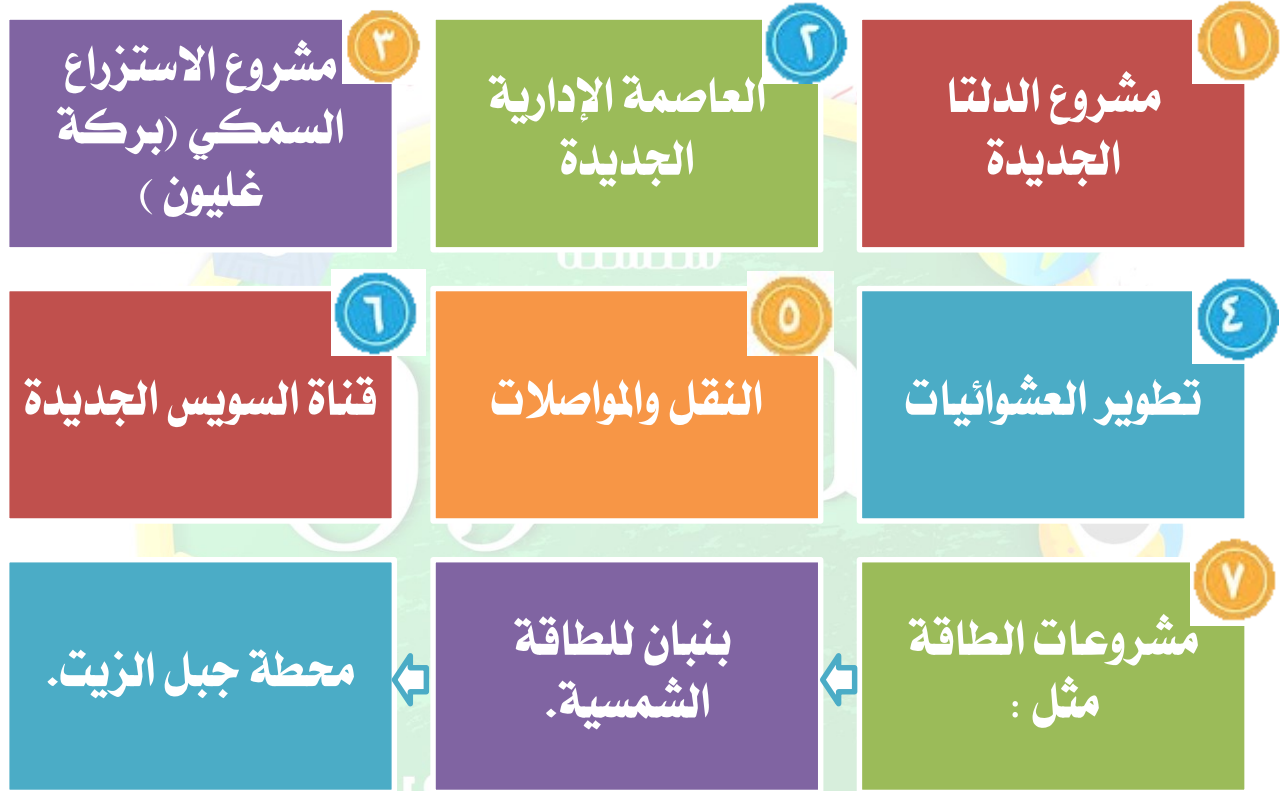 ١
مشروع الدلتا
الجديدة
٢
العاصمة الإدارية
الجديدة
٣
مشروع الاستزراع
السمكي (بركة
غليون )
٤
تطوير العشوائيات
٥
النقل والمواصلات
٦
قناة السويس الجديدة
٧
مشروعات الطاقة
مثل :
بنبان للطاقة
الشمسية.
محطة جبل الزيت.